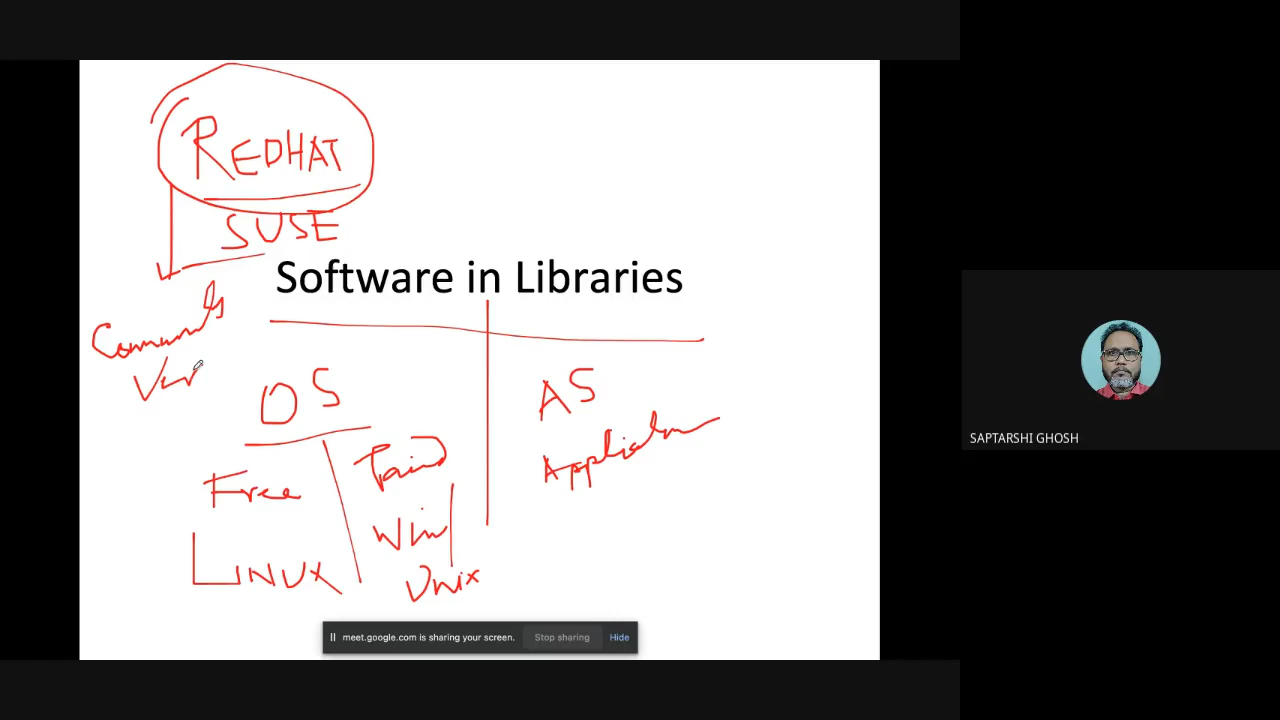 REDHAT
SUSE
Software in Libraries
OS
AS
Application
Free
Paid
LINUX
Win
Unix
meet.google.com is sharing your screen.
Stop sharing
Hide
SAPTARSHI GHOSH